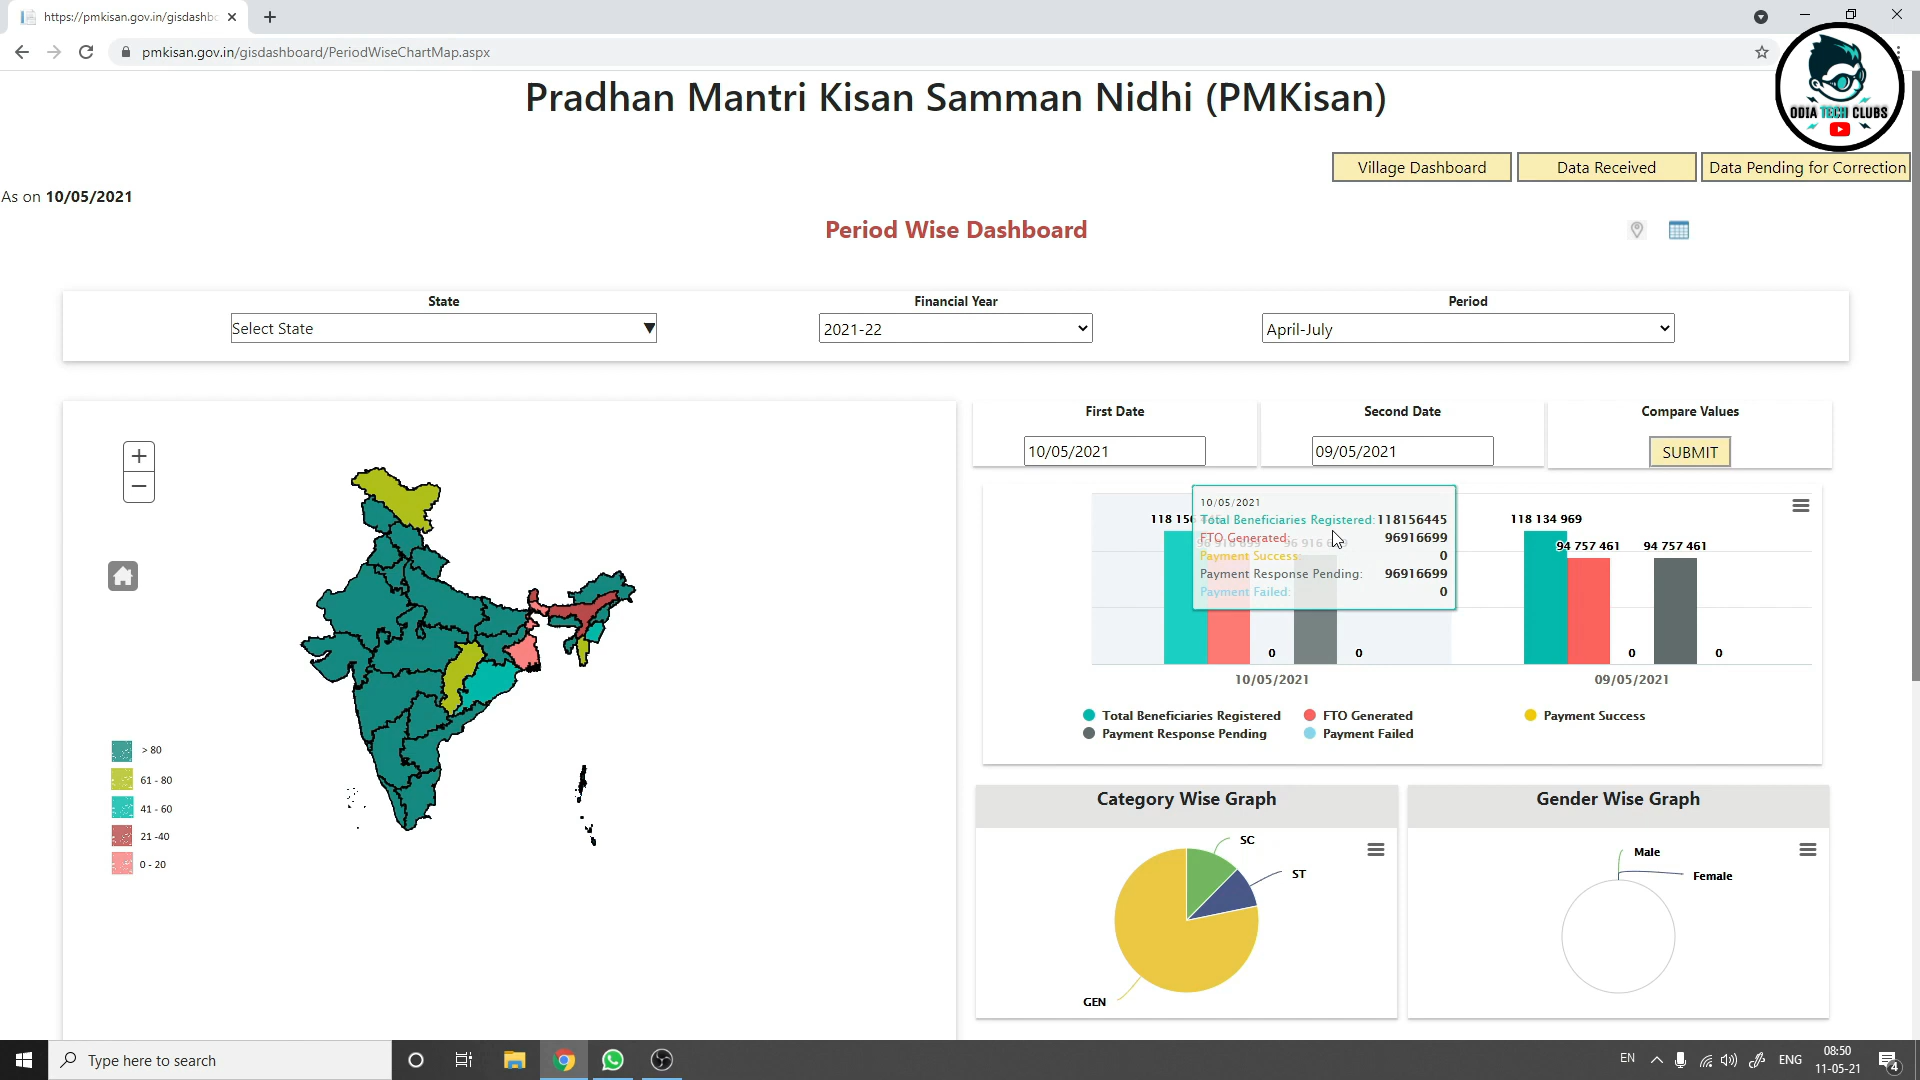 https://pmkisan.gov.in/gisdashb
pmkisan.gov.in/gisdashboard/PeriodWiseChartMap.aspx
ODIA TECH CLUBS
Pradhan Mantri Kisan Samman Nidhi (PMKisan)
Village Dashboard
Data Received
Data Pending for Correction
As on 10/05/2021
Period Wise Dashboard
State
Financial Year
Period
Select State
2021-22
April-July
First Date
Second Date
Compare Values
10/05/2021
09/05/2021
SUBMIT
10/05/2021
Total Beneficiaries Registered: 118156445
FTO Generated: 96916699
Payment Success: 0
Payment Response Pending: 96916699
Payment Failed: 0
118 134 969
94 757 461
94 757 461
0
0
0
0
10/05/2021
09/05/2021
Total Beneficiaries Registered
FTO Generated
Payment Success
Payment Response Pending
Payment Failed
+
−
> 80
61 - 80
41 - 60
21 -40
0 - 20
Category Wise Graph
SC
ST
GEN
Gender Wise Graph
Male
Female
Type here to search
EN
ENG
08:50
11-05-21
4